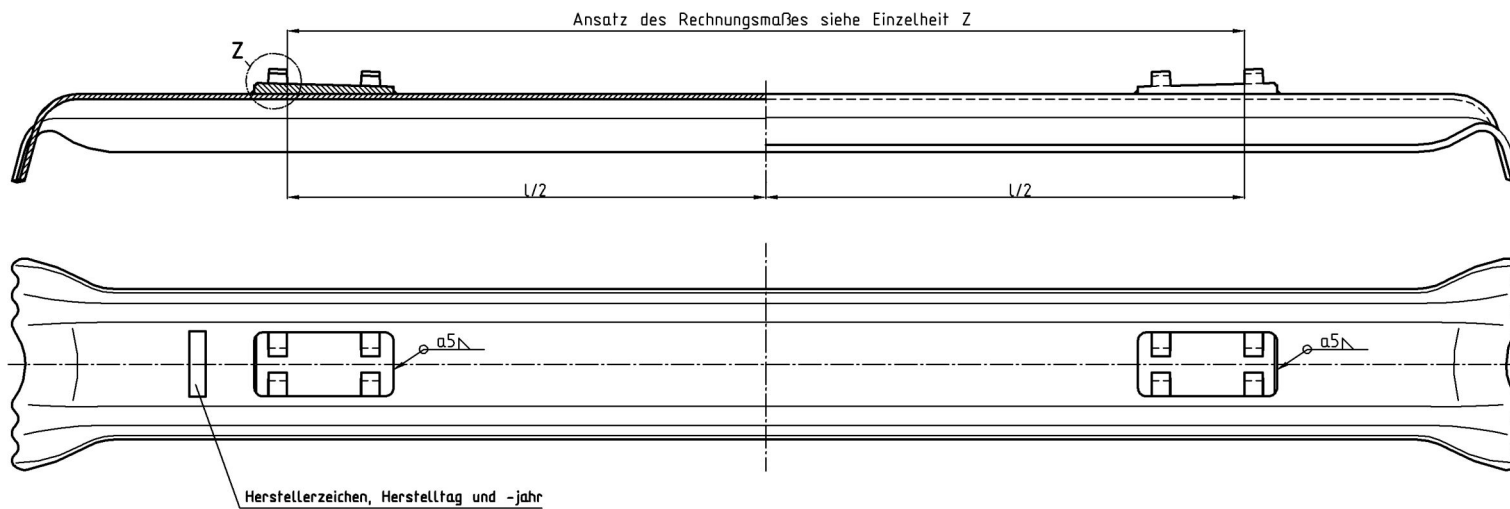 Ansatz des Rechnungsmaßes siehe Einzelheit Z
Z
l/2
l/2
a5
a5
Herstellerzeichen, Herstelltag und -jahr